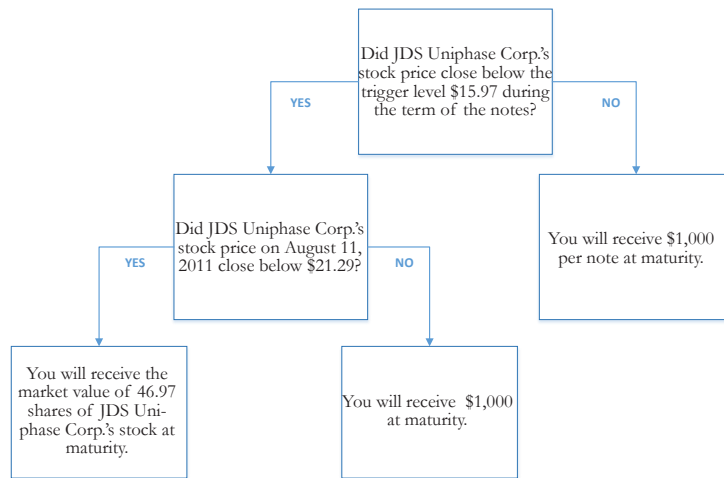 Did JDS Uniphase Corp.'s
stock price close below the
trigger level $15.97 during
the term of the notes?
YES
NO
Did JDS Uniphase Corp.'s
stock price on August 11,
2011 close below $21.29?
You will receive $1,000
per note at maturity.
YES
NO
You will receive the
market value of 46.97
shares of JDS Uni-
phase Corp.'s stock at
maturity.
You will receive $1,000
at maturity.